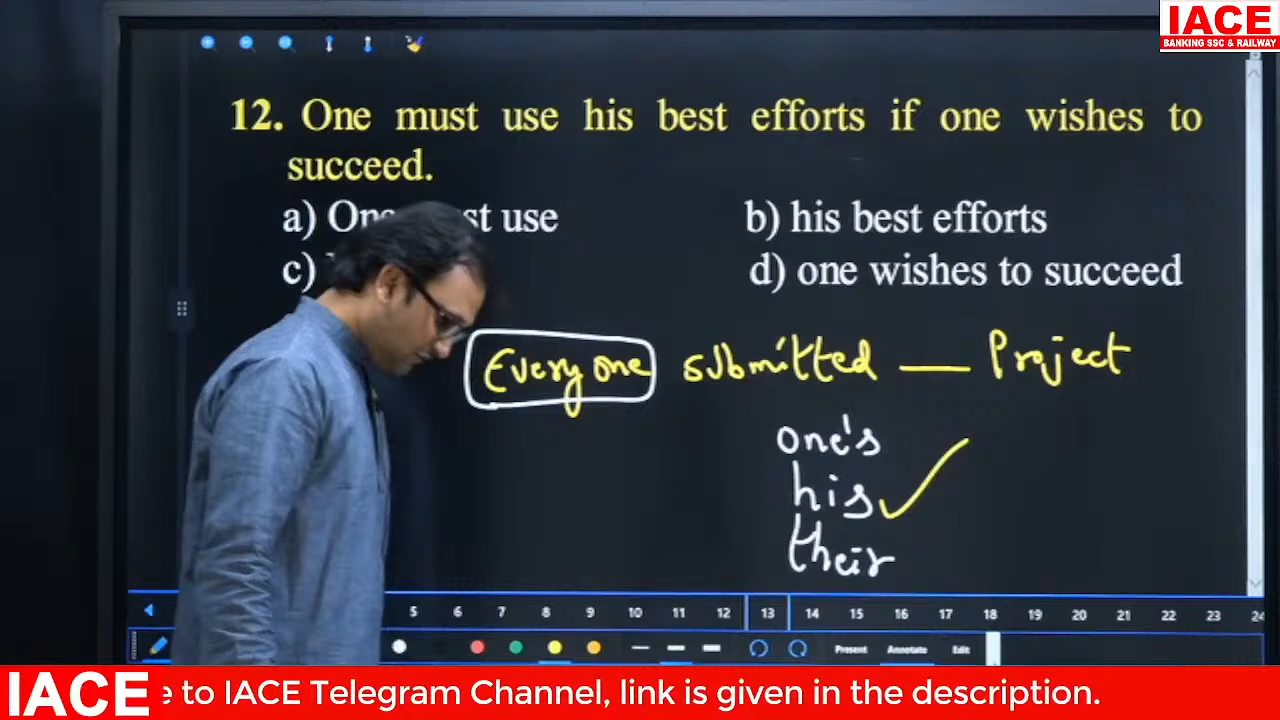 IACE
BANKING SSC & RAILWAY
12. One must use his best efforts if one wishes to
succeed.
a) One must use
b) his best efforts
c)
d) one wishes to succeed
Everyone submitted — Project
one's
his ✓
their
5 6 7 8 9 10 11 12 13 14 15 16 17 18 19 20 21 22 23 24
Present Annotate Edit
IACE e to IACE Telegram Channel, link is given in the description.